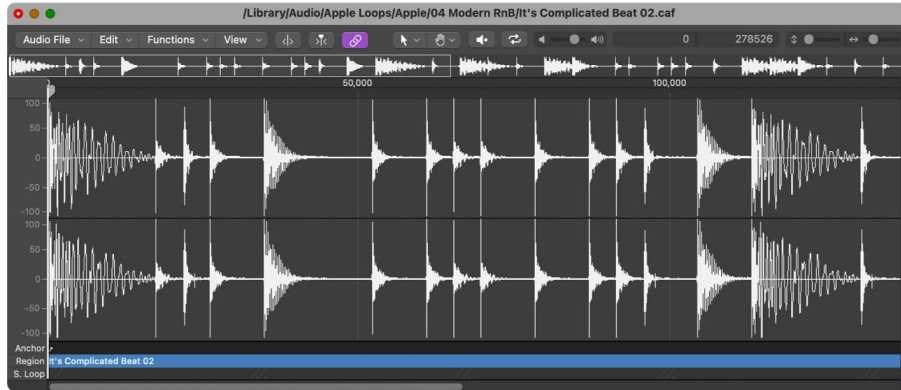 /Library/Audio/Apple Loops/Apple/04 Modern RnB/It's Complicated Beat 02.caf
Audio File Edit Functions View 0 278526
1 50,000 100,000
100
50
0
-50
-100
100
50
0
-50
-100
Anchor
Region It's Complicated Beat 02
S. Loop